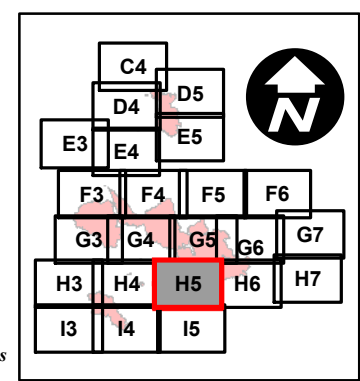 C4
D4 D5
E3 E4 E5
F3 F4 F5 F6
G3 G4 G5 G6 G7
H3 H4 H5 H6 H7
I3 I4 I5
N
s